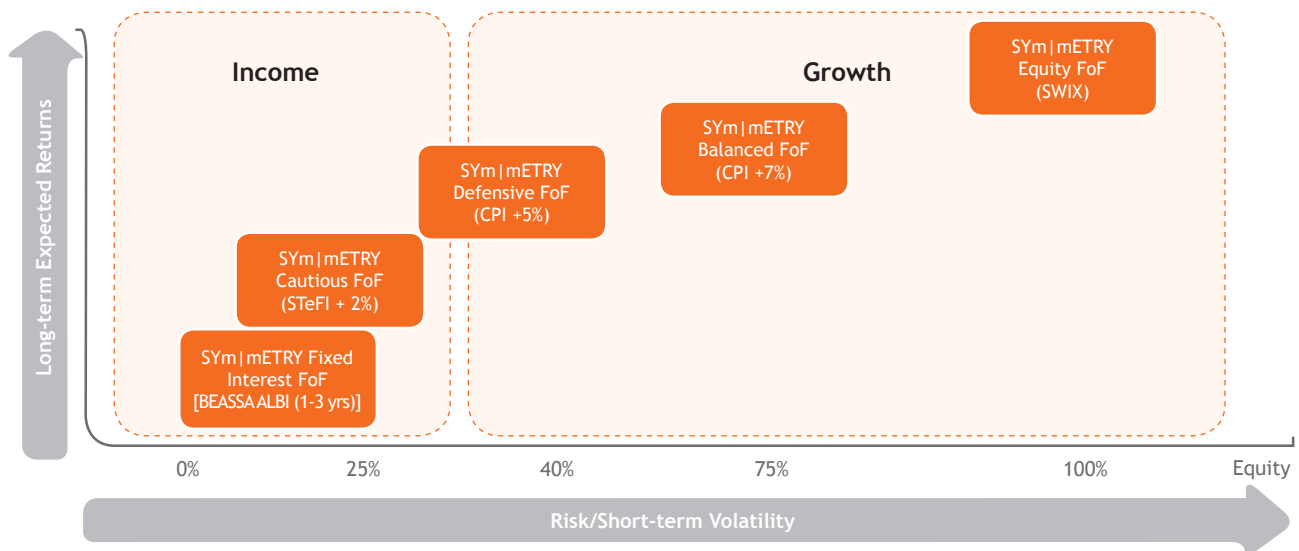 Long-term Expected Returns
Income
Growth
SYm|mETRY
Equity FoF
(SWIX)
SYm|mETRY
Balanced FoF
(CPI +7%)
SYm|mETRY
Defensive FoF
(CPI +5%)
SYm|mETRY
Cautious FoF
(STeFI + 2%)
SYm|mETRY Fixed
Interest FoF
[BEASSA ALBI (1-3 yrs)]
0%
25%
40%
75%
100%
Equity
Risk/Short-term Volatility